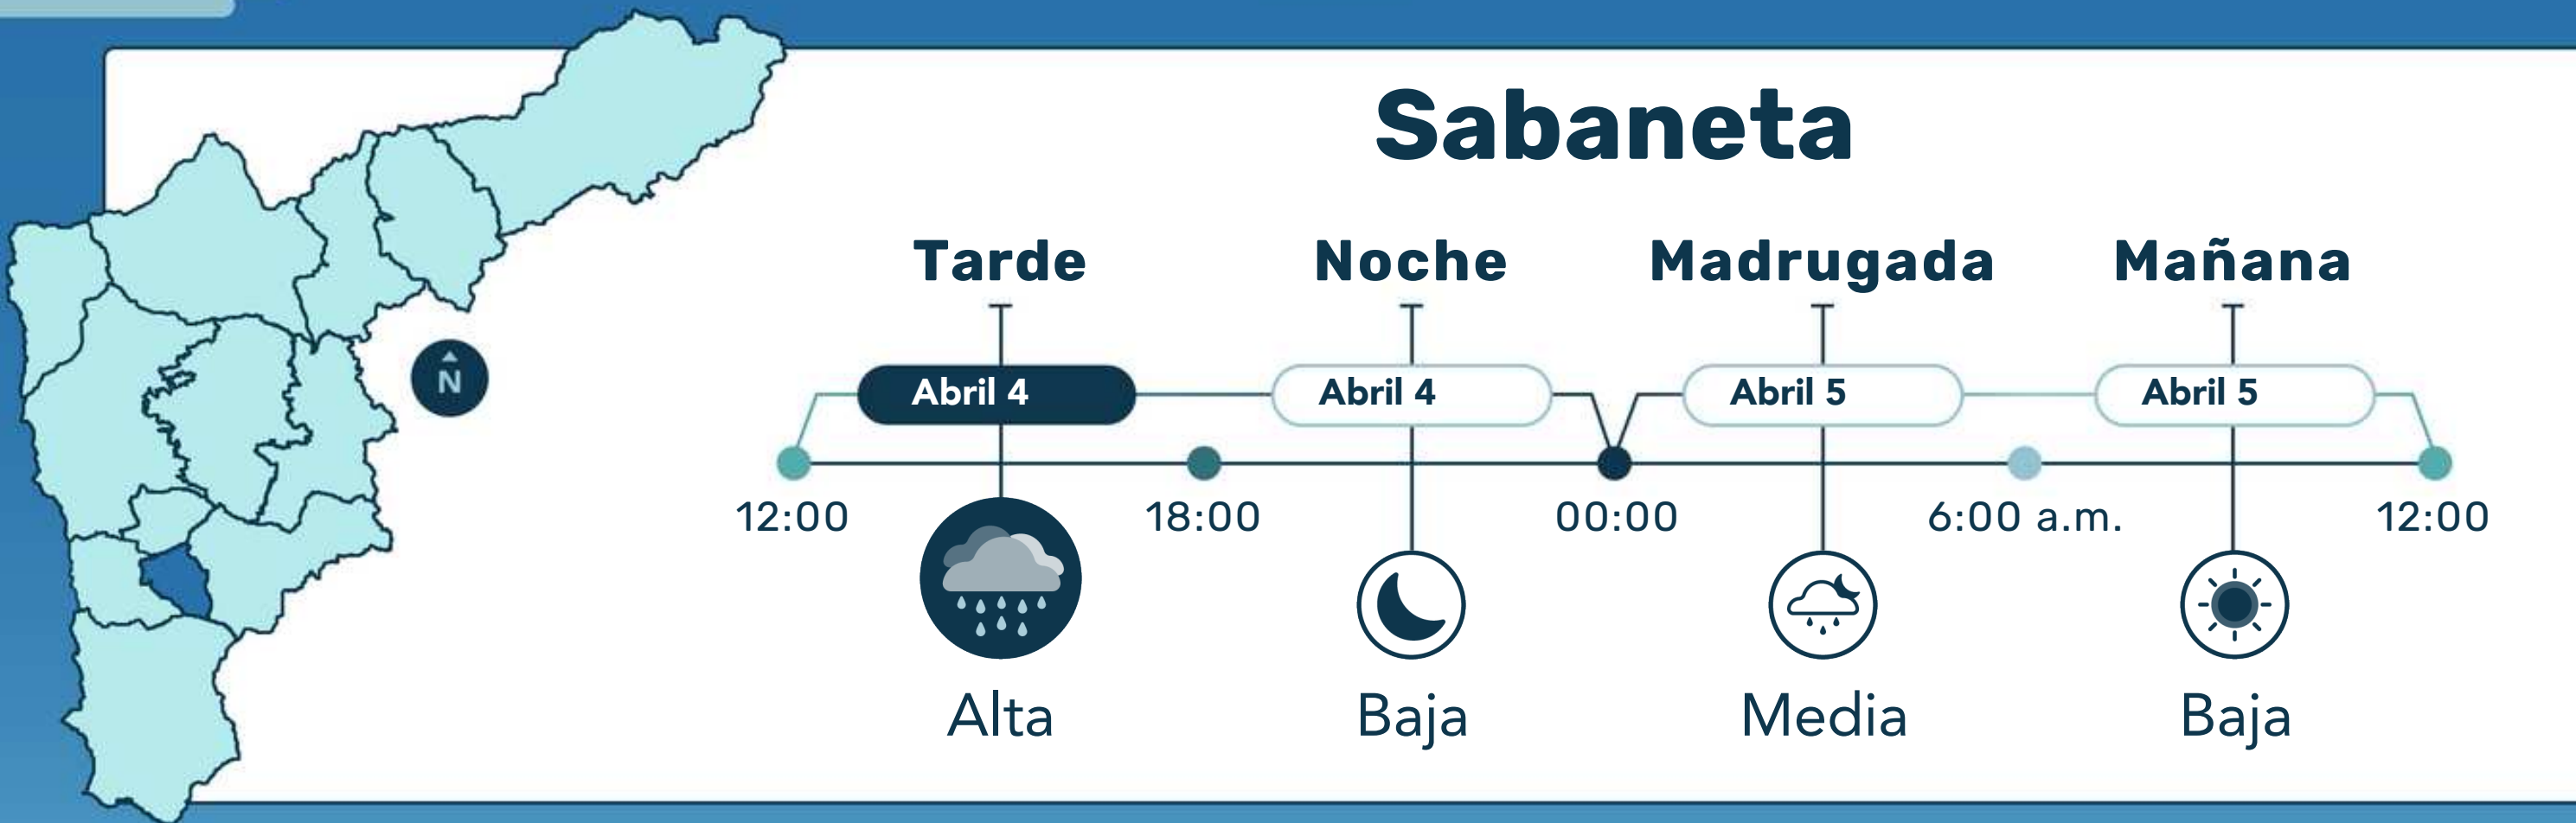 Sabaneta
Tarde Noche Madrugada Mañana
Abril 4 Abril 4 Abril 5 Abril 5
N
12:00 18:00 00:00 6:00 a.m. 12:00
Alta Baja Media Baja